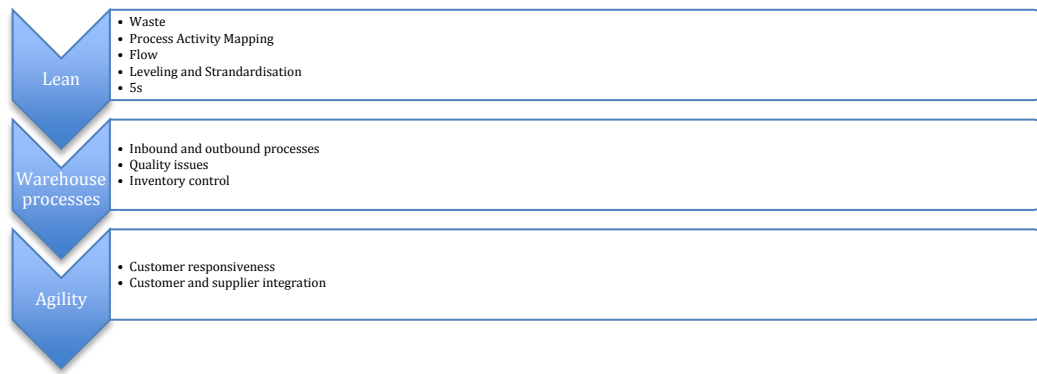 Lean
• Waste
• Process Activity Mapping
• Flow
• Leveling and Strandardisation
• 5s
Warehouse
processes
• Inbound and outbound processes
• Quality issues
• Inventory control
Agility
• Customer responsiveness
• Customer and supplier integration